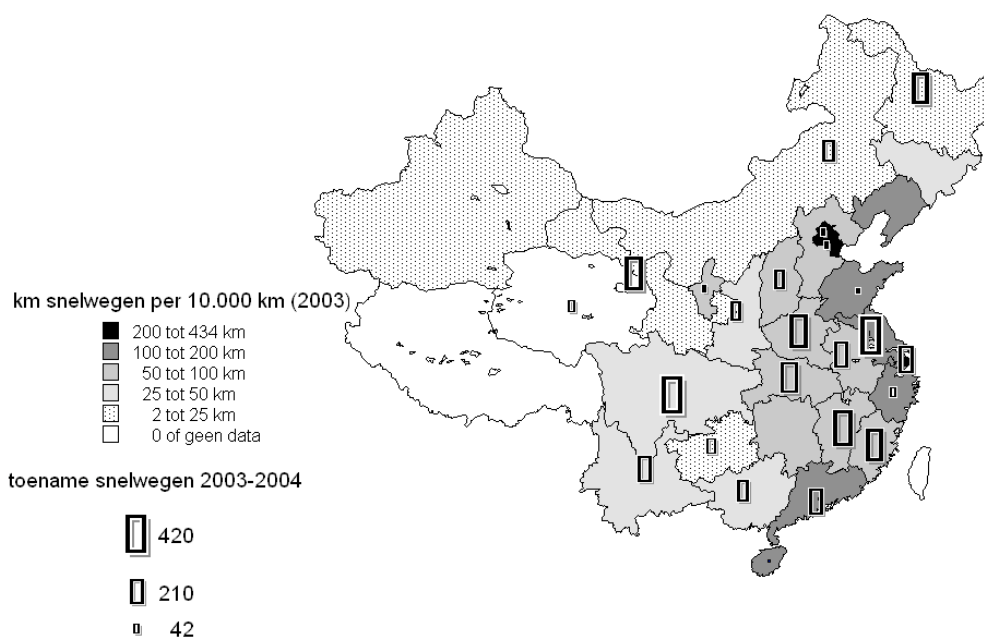 km snelwegen per 10.000 km (2003)
200 tot 434 km
100 tot 200 km
50 tot 100 km
25 tot 50 km
2 tot 25 km
0 of geen data
toename snelwegen 2003-2004
420
210
42